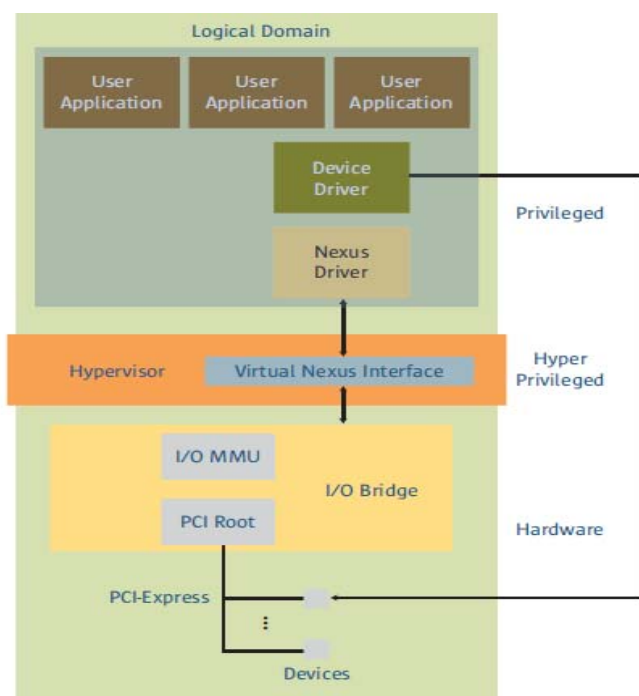 Logical Domain
User
Application
User
Application
User
Application
Device
Driver
Privileged
Nexus
Driver
Hypervisor
Virtual Nexus Interface
Hyper
Privileged
I/O MMU
I/O Bridge
PCI Root
Hardware
PCI-Express
Devices